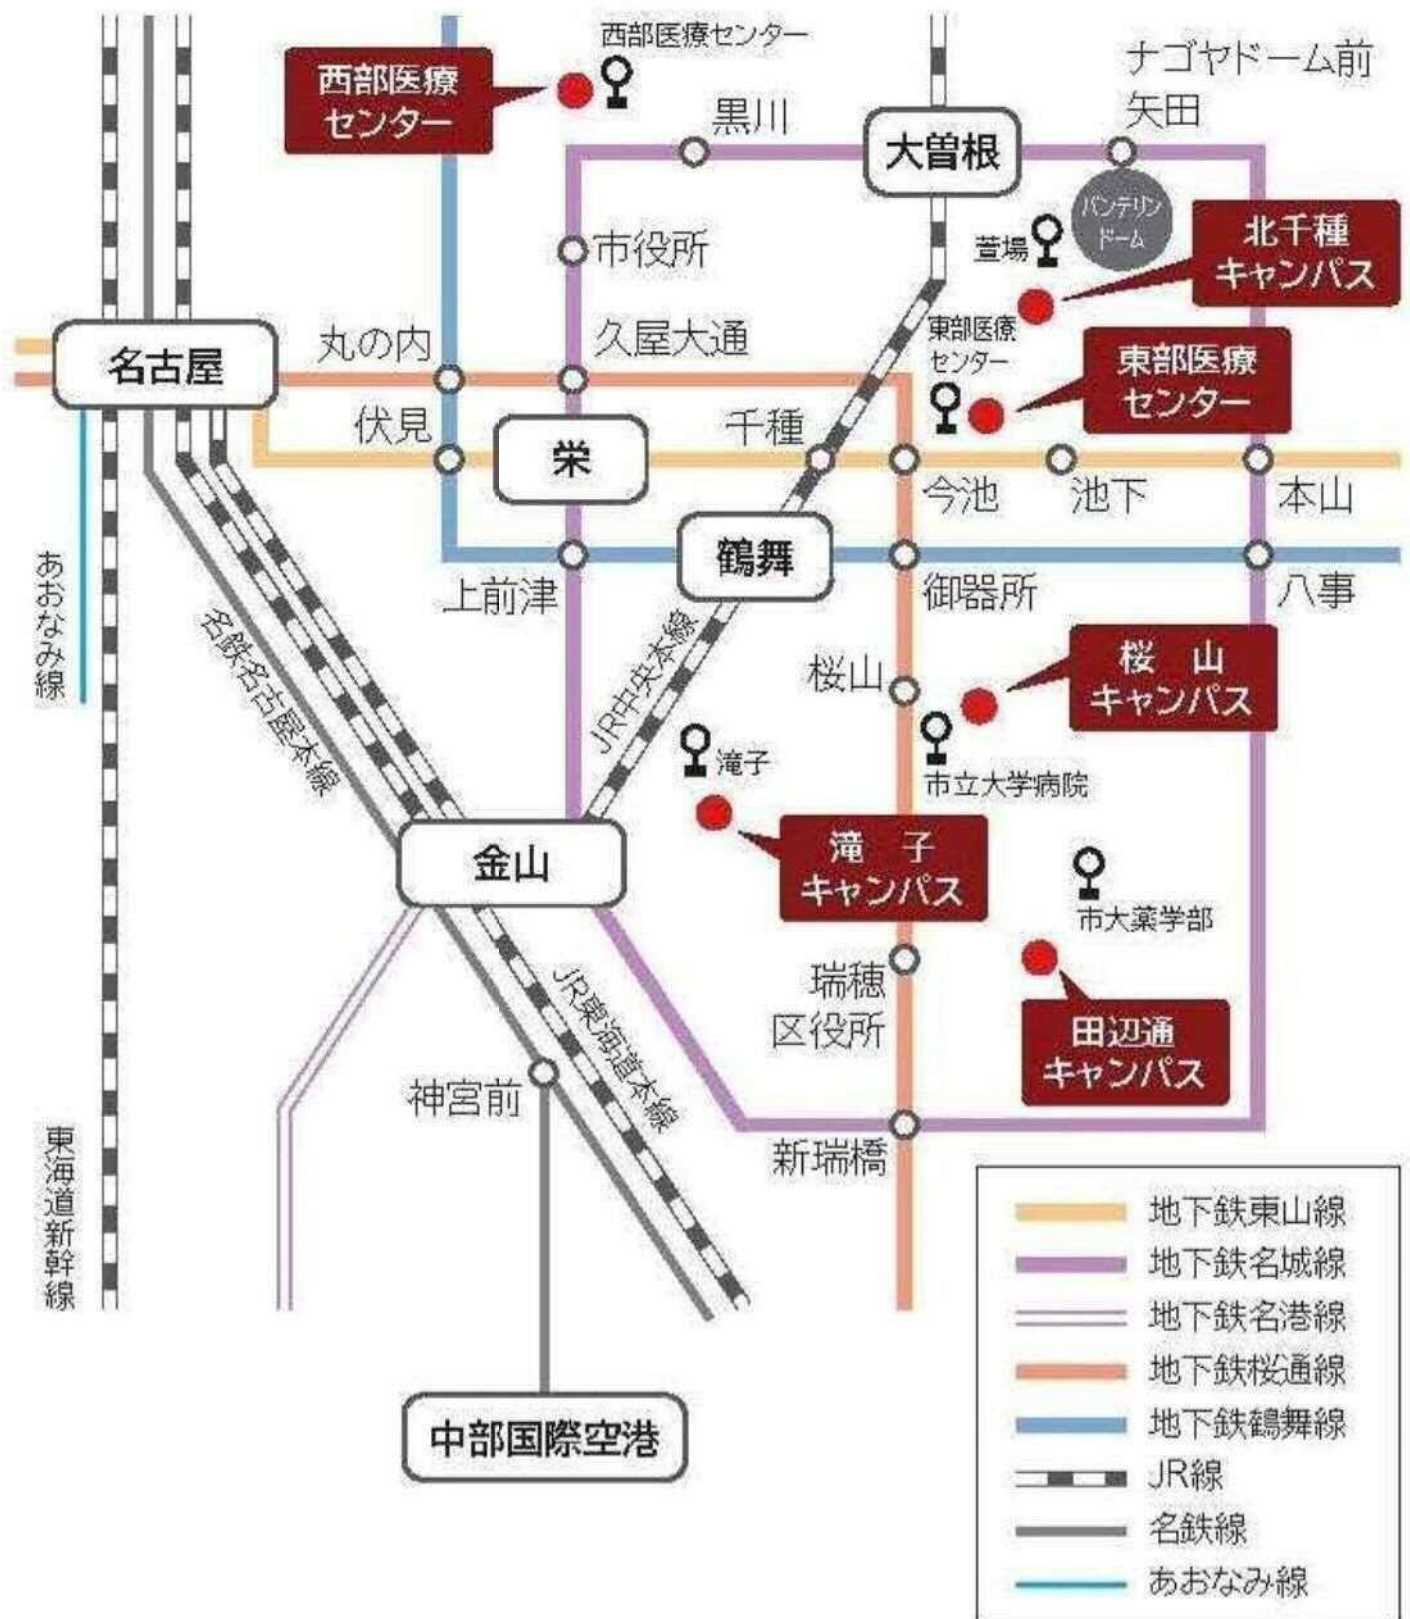 西部医療センター
西部医療
センター
ナゴヤドーム前
矢田
黒川
大曽根
バンテリン
ドーム
萱場
北千種
キャンパス
市役所
東部医療
センター
東部医療
センター
名古屋
丸の内
久屋大通
伏見
栄
千種
今池
池下
本山
鶴舞
上前津
御器所
八事
あおなみ線
名鉄名古屋本線
JR中央本線
桜山
桜 山
キャンパス
滝子
市立大学病院
滝 子
キャンパス
金山
市大薬学部
瑞穂
区役所
田辺通
キャンパス
JR東海道本線
神宮前
新瑞橋
東海道新幹線
中部国際空港
地下鉄東山線
地下鉄名城線
地下鉄名港線
地下鉄桜通線
地下鉄鶴舞線
JR線
名鉄線
あおなみ線